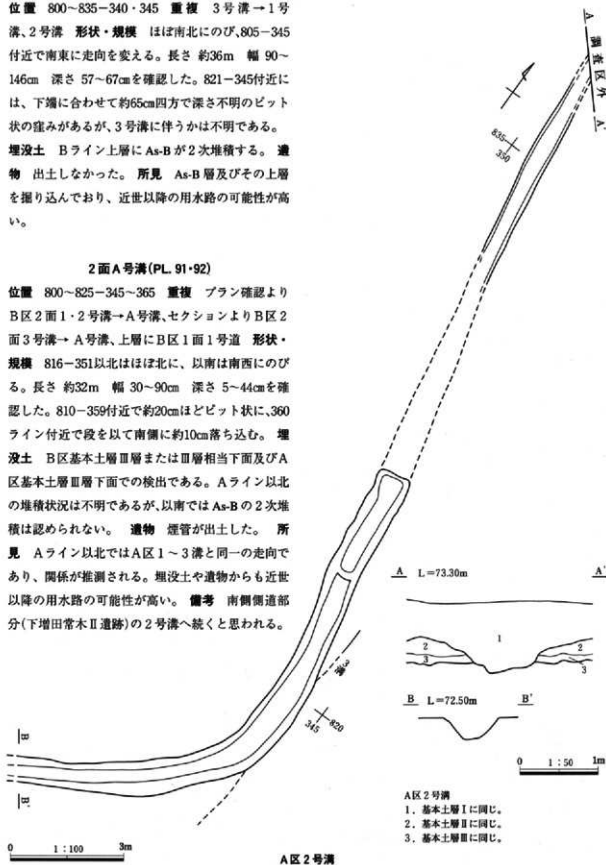 位置 800~835-340・345 重複 3号溝→1号
溝、2号溝 形状・規模 ほぼ南北にのび、805-345
付近で南東に走向を変える。長さ 約36m 幅 90~
146cm 深さ 57~67cmを確認した。821-345付近に
は、下端に合わせて約65cm四方で深さ不明のピット
状の窪みがあるが、3号溝に伴うかは不明である。
埋没土 Bライン上層にAs-Bが2次堆積する。 遺
物 出土しなかった。 所見 As-B層及びその上層
を掘り込んでおり、近世以降の用水路の可能性が高
い。
2面A号溝(PL. 91・92)
位置 800~825-345~365 重複 プラン確認より
B区2面1・2号溝→A号溝、セクションよりB区2
面3号溝→A号溝、上層にB区1面1号道 形状・
規模 816-351以北はほぼ北に、以南は南西にのび
る。長さ 約32m 幅 30~90cm 深さ 5~44cmを確
認した。810-359付近で約20cmほどピット状に、360
ライン付近で段を以て南側に約10cm落ち込む。 埋
没土 B区基本土層Ⅲ層またはⅢ層相当下面及びA
区基本土層Ⅲ層下面での検出である。Aライン以北
の堆積状況は不明であるが、以南ではAs-Bの2次堆
積は認められない。 遺物 煙管が出土した。 所
見 Aライン以北ではA区1~3溝と同一の走向で
あり、関係が推測される。埋没土や遺物からも近世
以降の用水路の可能性が高い。 備考 南側側道部
分(下増田常木Ⅱ遺跡)の2号溝へ続くと思われる。
A
調査区外
A'
835
350
3溝
345
820
B
B'
0 1:100 3m
A L=73.30m A'
1
2
3
2
3
B L=72.50m B'
0 1:50 1m
A区2号溝
1. 基本土層Ⅰに同じ。
2. 基本土層Ⅱに同じ。
3. 基本土層Ⅲに同じ。
A区2号溝